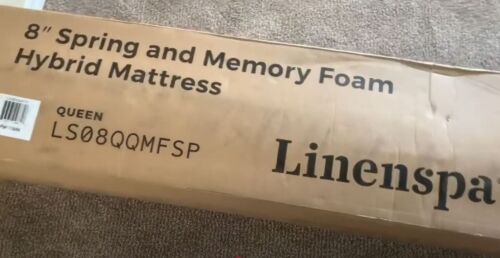 8″ Spring and Memory Foam
Hybrid Mattress
QUEEN
LS08QQMFSP
Linenspa